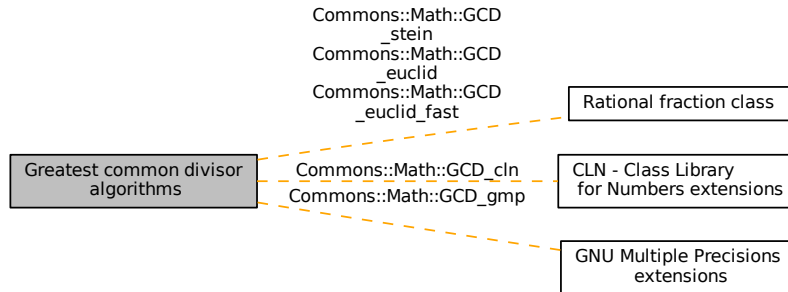 Commons::Math::GCD
_stein
Commons::Math::GCD
_euclid
Commons::Math::GCD
_euclid_fast
Rational fraction class
Greatest common divisor
algorithms
Commons::Math::GCD_cln
CLN - Class Library
for Numbers extensions
Commons::Math::GCD_gmp
GNU Multiple Precisions
extensions